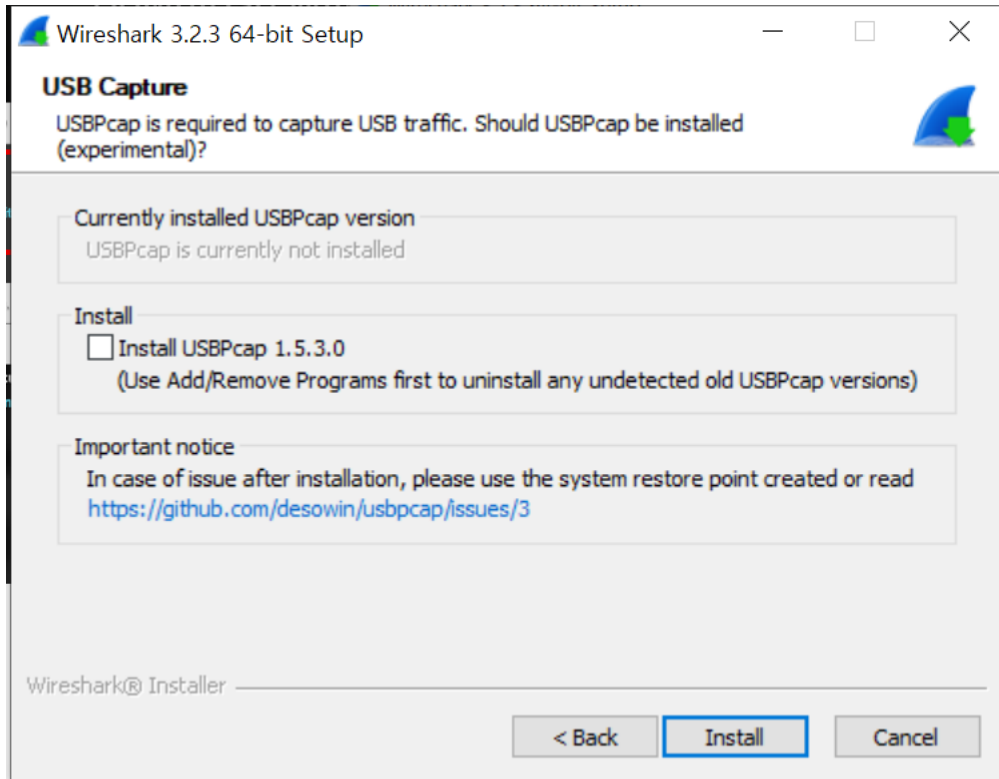 Wireshark 3.2.3 64-bit Setup
USB Capture
USBPcap is required to capture USB traffic. Should USBPcap be installed
(experimental)?
Currently installed USBPcap version
USBPcap is currently not installed
Install
Install USBPcap 1.5.3.0
(Use Add/Remove Programs first to uninstall any undetected old USBPcap versions)
Important notice
In case of issue after installation, please use the system restore point created or read
https://github.com/desowin/usbpcap/issues/3
Wireshark® Installer
< Back
Install
Cancel